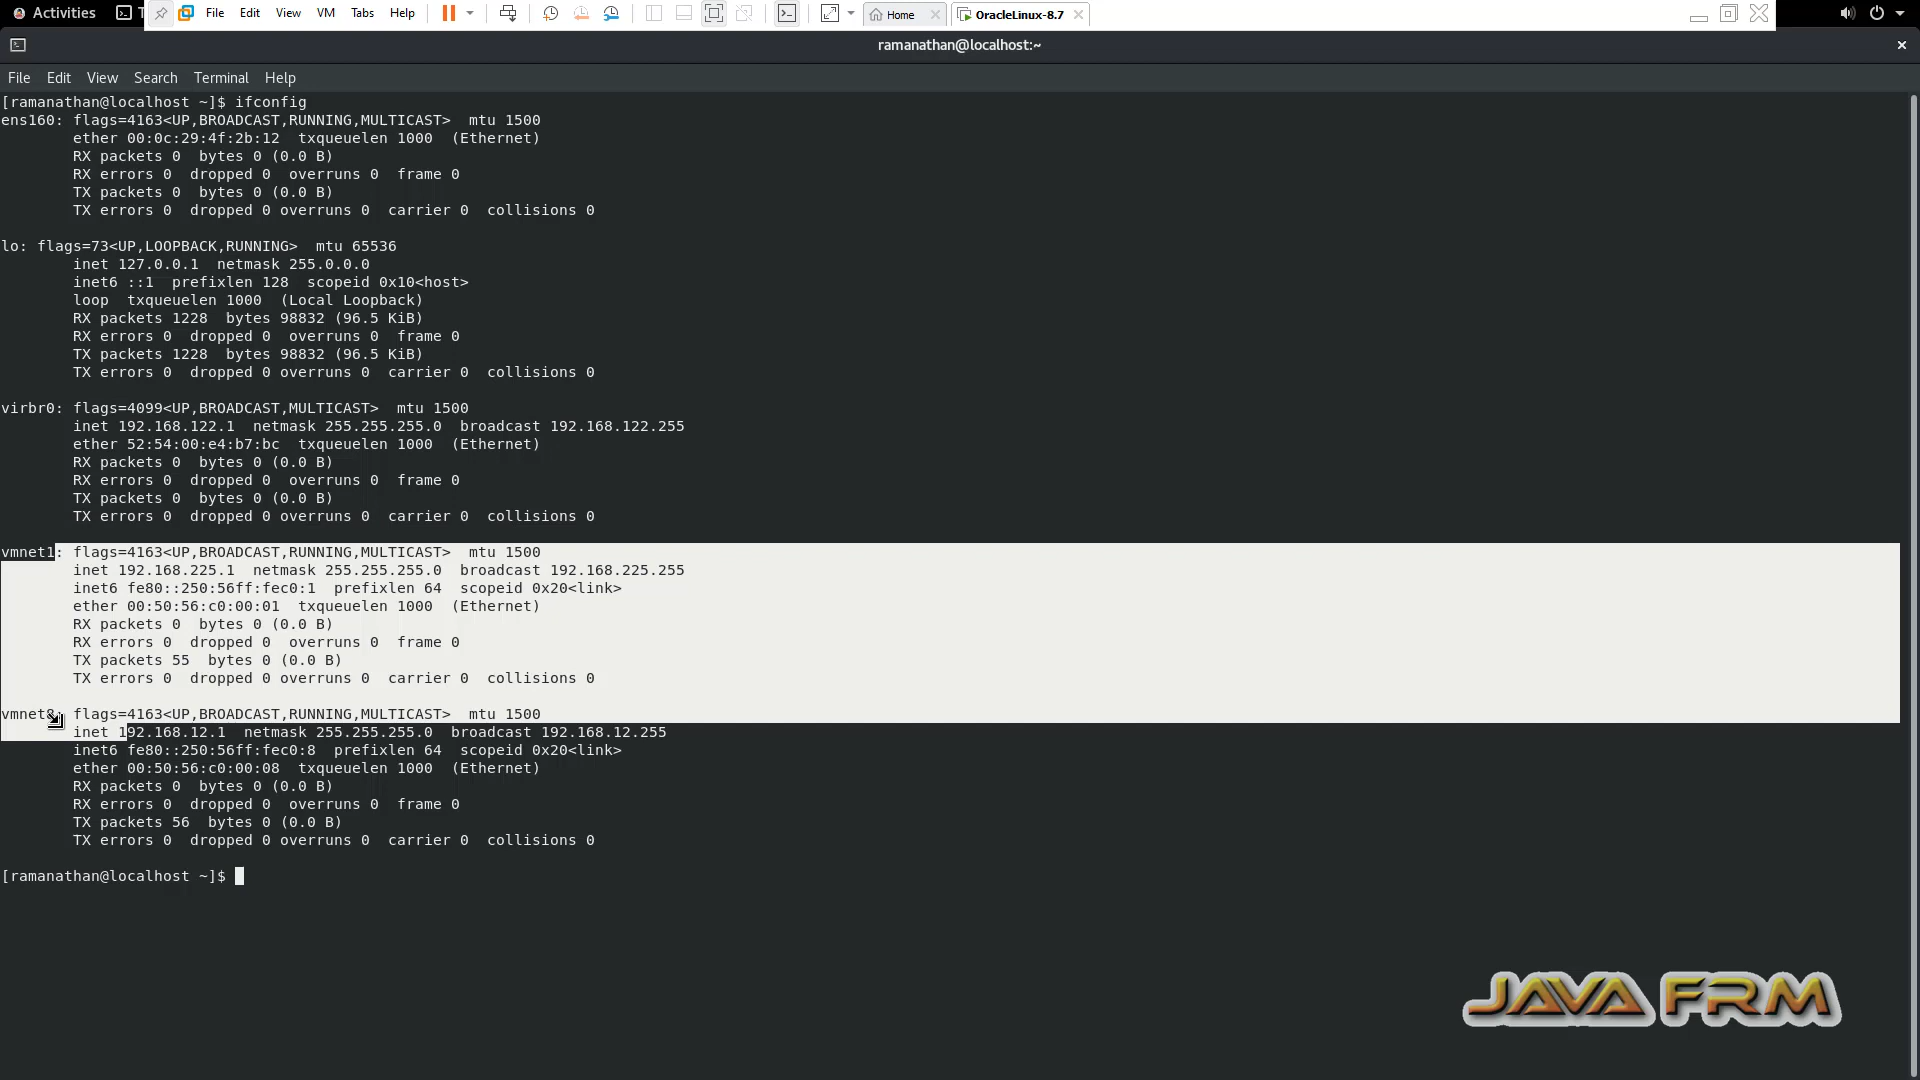 Activities
File Edit View VM Tabs Help
Home
OracleLinux-8.7
ramanathan@localhost:~
File Edit View Search Terminal Help
[ramanathan@localhost ~]$ ifconfig
ens160: flags=4163<UP,BROADCAST,RUNNING,MULTICAST>  mtu 1500
        ether 00:0c:29:4f:2b:12  txqueuelen 1000  (Ethernet)
        RX packets 0  bytes 0 (0.0 B)
        RX errors 0  dropped 0  overruns 0  frame 0
        TX packets 0  bytes 0 (0.0 B)
        TX errors 0  dropped 0 overruns 0  carrier 0  collisions 0
lo: flags=73<UP,LOOPBACK,RUNNING>  mtu 65536
        inet 127.0.0.1  netmask 255.0.0.0
        inet6 ::1  prefixlen 128  scopeid 0x10<host>
        loop  txqueuelen 1000  (Local Loopback)
        RX packets 1228  bytes 98832 (96.5 KiB)
        RX errors 0  dropped 0  overruns 0  frame 0
        TX packets 1228  bytes 98832 (96.5 KiB)
        TX errors 0  dropped 0 overruns 0  carrier 0  collisions 0
virbr0: flags=4099<UP,BROADCAST,MULTICAST>  mtu 1500
        inet 192.168.122.1  netmask 255.255.255.0  broadcast 192.168.122.255
        ether 52:54:00:e4:b7:bc  txqueuelen 1000  (Ethernet)
        RX packets 0  bytes 0 (0.0 B)
        RX errors 0  dropped 0  overruns 0  frame 0
        TX packets 0  bytes 0 (0.0 B)
        TX errors 0  dropped 0 overruns 0  carrier 0  collisions 0
vmnet1: flags=4163<UP,BROADCAST,RUNNING,MULTICAST>  mtu 1500
        inet 192.168.225.1  netmask 255.255.255.0  broadcast 192.168.225.255
        inet6 fe80::250:56ff:fec0:1  prefixlen 64  scopeid 0x20<link>
        ether 00:50:56:c0:00:01  txqueuelen 1000  (Ethernet)
        RX packets 0  bytes 0 (0.0 B)
        RX errors 0  dropped 0  overruns 0  frame 0
        TX packets 55  bytes 0 (0.0 B)
        TX errors 0  dropped 0 overruns 0  carrier 0  collisions 0
vmnet8: flags=4163<UP,BROADCAST,RUNNING,MULTICAST>  mtu 1500
        inet 192.168.12.1  netmask 255.255.255.0  broadcast 192.168.12.255
        inet6 fe80::250:56ff:fec0:8  prefixlen 64  scopeid 0x20<link>
        ether 00:50:56:c0:00:08  txqueuelen 1000  (Ethernet)
        RX packets 0  bytes 0 (0.0 B)
        RX errors 0  dropped 0  overruns 0  frame 0
        TX packets 56  bytes 0 (0.0 B)
        TX errors 0  dropped 0 overruns 0  carrier 0  collisions 0
[ramanathan@localhost ~]$
JAVA FRM